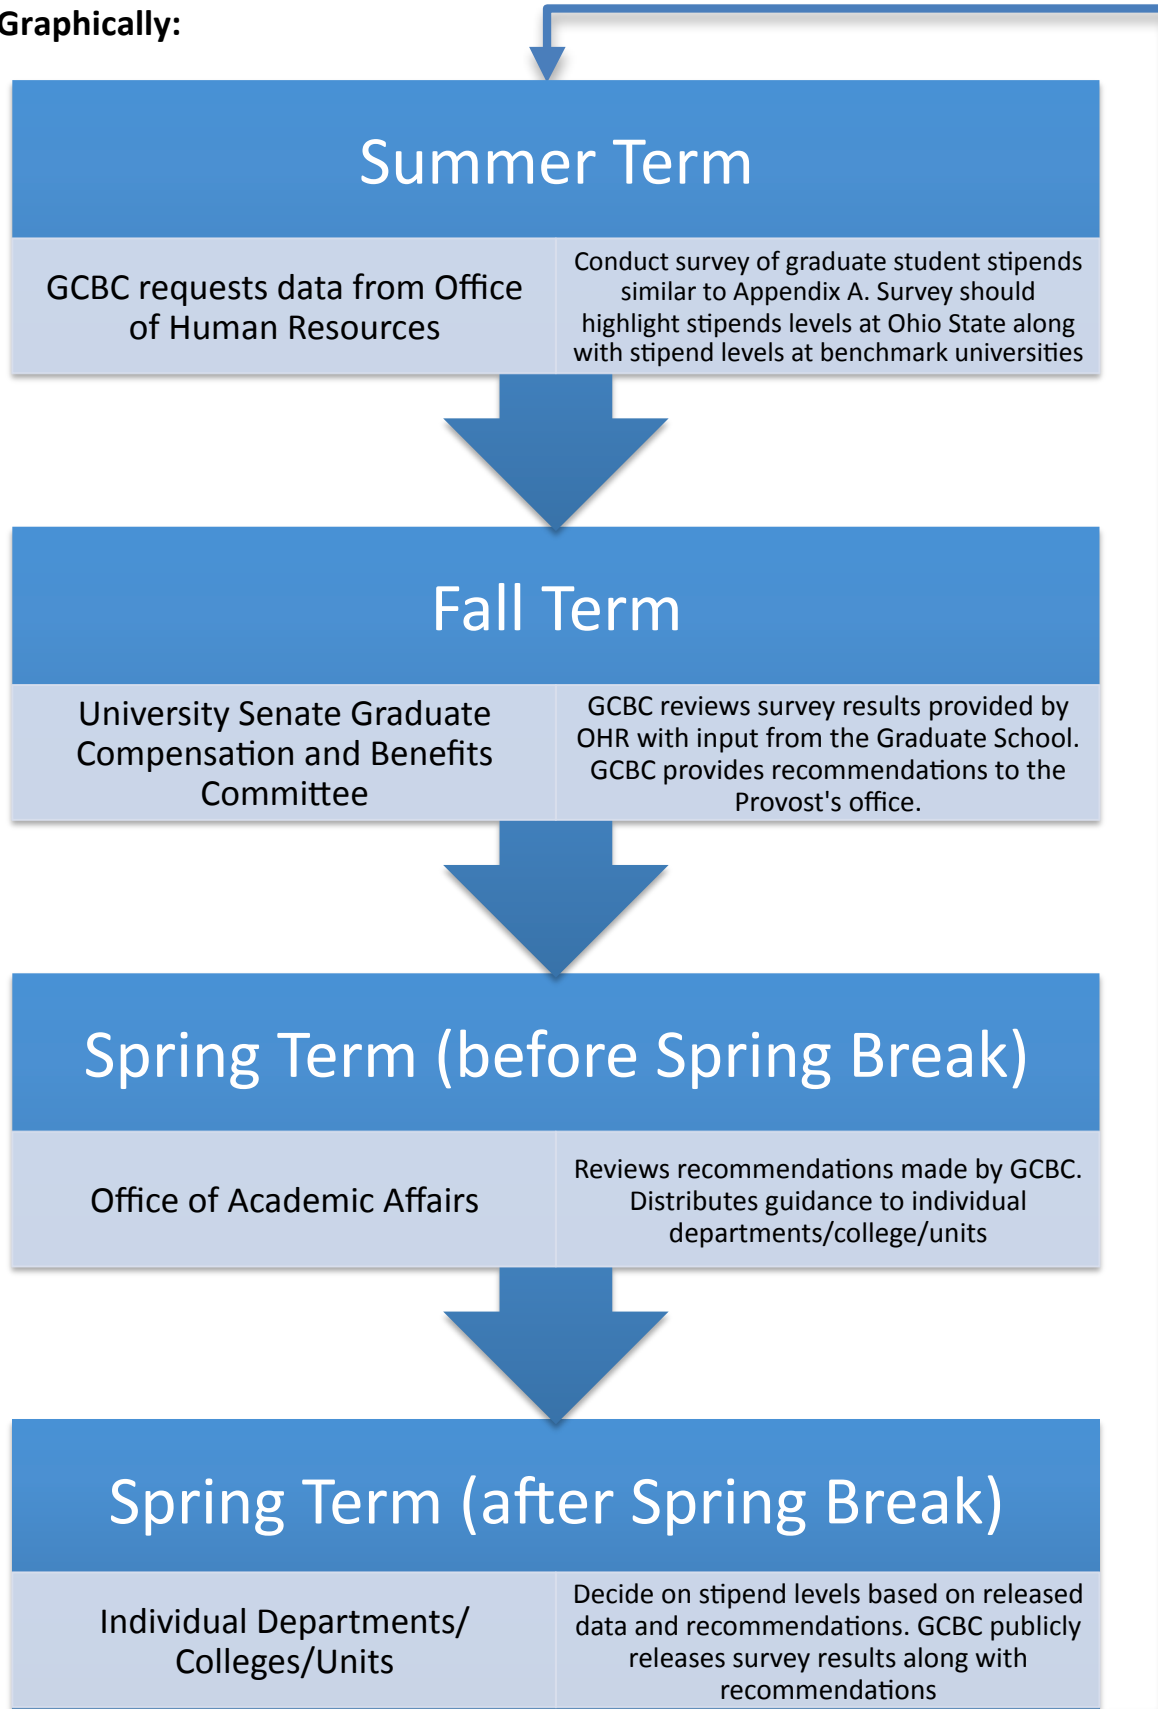 Graphically:
Summer Term
GCBC requests data from Office
of Human Resources
Conduct survey of graduate student stipends
similar to Appendix A. Survey should
highlight stipends levels at Ohio State along
with stipend levels at benchmark universities
Fall Term
University Senate Graduate
Compensation and Benefits
Committee
GCBC reviews survey results provided by
OHR with input from the Graduate School.
GCBC provides recommendations to the
Provost's office.
Spring Term (before Spring Break)
Office of Academic Affairs
Reviews recommendations made by GCBC.
Distributes guidance to individual
departments/college/units
Spring Term (after Spring Break)
Individual Departments/
Colleges/Units
Decide on stipend levels based on released
data and recommendations. GCBC publicly
releases survey results along with
recommendations